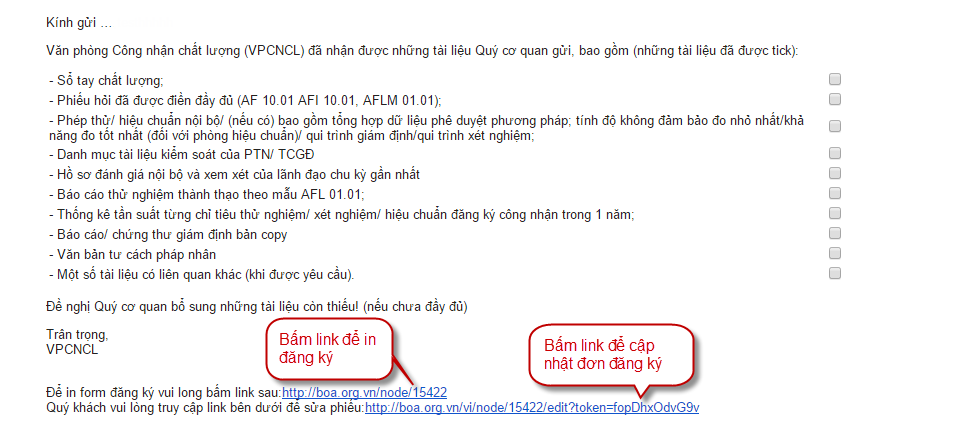 Kính gửi ...
Văn phòng Công nhận chất lượng (VPCNCL) đã nhận được những tài liệu Quý cơ quan gửi, bao gồm (những tài liệu đã được tick):
- Sổ tay chất lượng;
- Phiếu hỏi đã được điền đầy đủ (AF 10.01 AFI 10.01, AFLM 01.01);
- Phép thử/ hiệu chuẩn nội bộ/ (nếu có) bao gồm tổng hợp dữ liệu phê duyệt phương pháp; tính độ không đảm bảo đo nhỏ nhất/khả
năng đo tốt nhất (đối với phòng hiệu chuẩn)/ qui trình giám định/qui trình xét nghiệm;
- Danh mục tài liệu kiểm soát của PTN/ TCGĐ
- Hồ sơ đánh giá nội bộ và xem xét của lãnh đạo chu kỳ gần nhất
- Báo cáo thử nghiệm thành thạo theo mẫu AFL 01.01;
- Thống kê tần suất từng chỉ tiêu thử nghiệm/ xét nghiệm/ hiệu chuẩn đăng ký công nhận trong 1 năm;
- Báo cáo/ chứng thư giám định bản copy
- Văn bản tư cách pháp nhân
- Một số tài liệu có liên quan khác (khi được yêu cầu).
Đề nghị Quý cơ quan bổ sung những tài liệu còn thiếu! (nếu chưa đầy đủ)
Trân trọng,
VPCNCL
Bấm link để in
đăng ký
Bấm link để cập
nhật đơn đăng ký
Để in form đăng ký vui long bấm link sau:http://boa.org.vn/node/15422
Quý khách vui lòng truy cập link bên dưới để sửa phiếu:http://boa.org.vn/vi/node/15422/edit?token=fopDhxOdvG9v